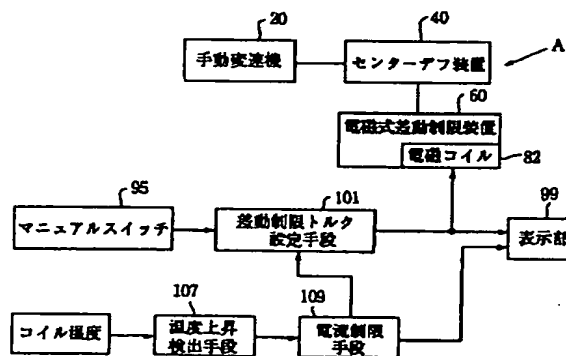 20
40
手動変速機
センターデフ装置
A
60
電磁式差動制限装置
電磁コイル
82
95
101
99
マニュアルスイッチ
差動制限トルク
設定手段
表示部
107
109
コイル温度
温度上昇
検出手段
電流制限
手段